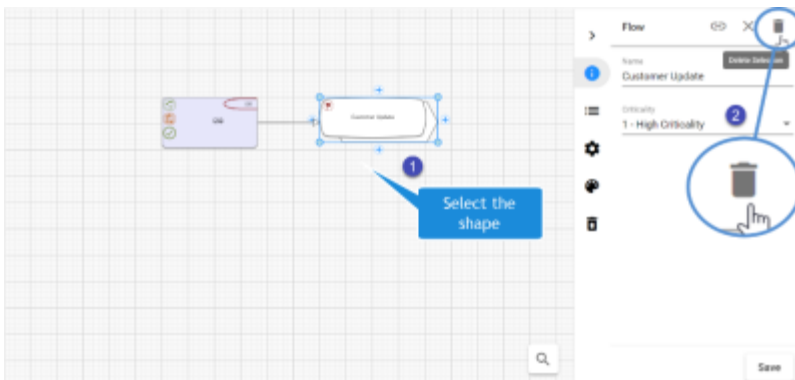 Flow
Delete Selection
Name
Customer Update
Criticality
1 - High Criticality
2
Customer Update
1
Select the
shape
Save